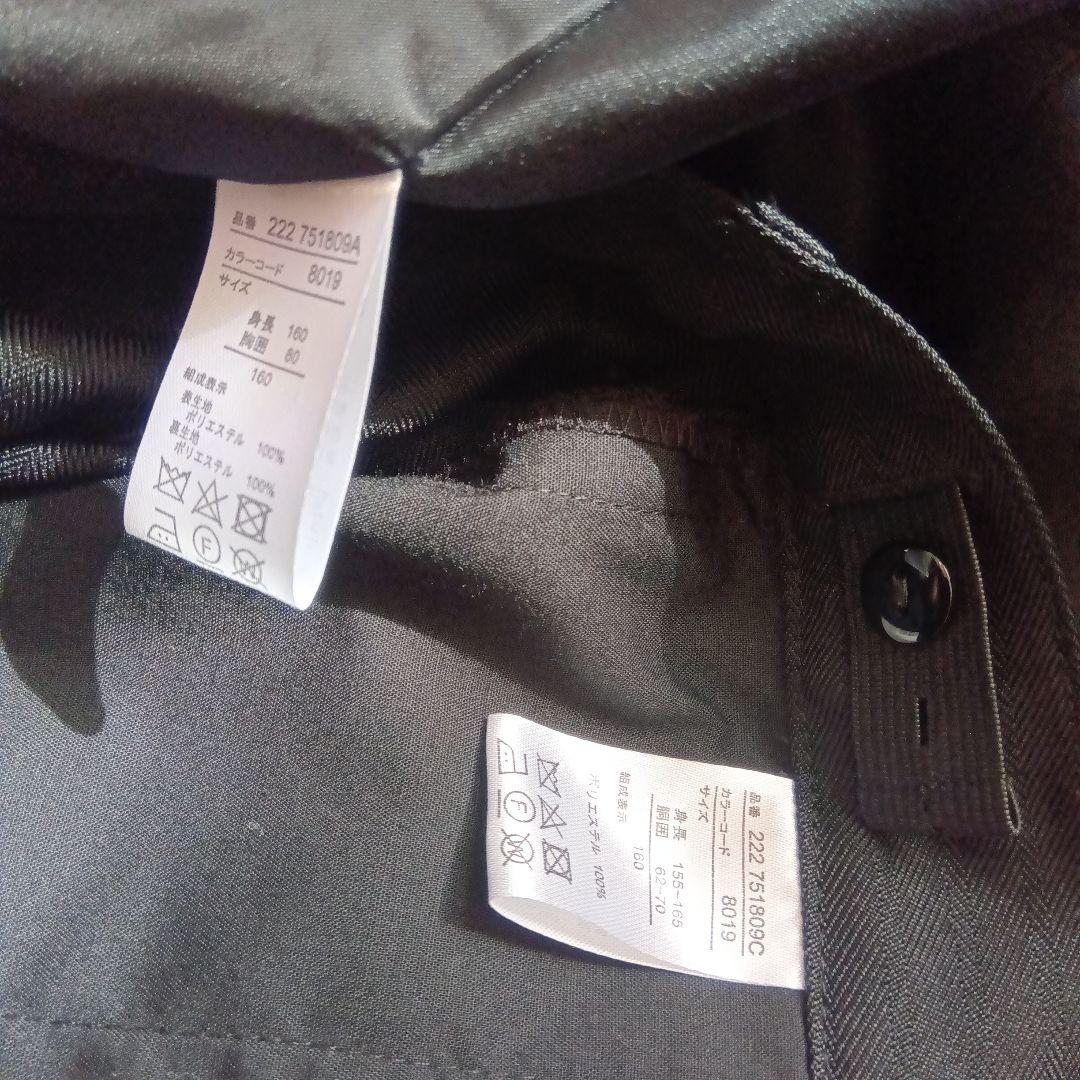 品番 222 751809A
カラーコード 8019
サイズ
身長 160
胸囲 80
160
組成表示
表生地
ポリエステル 100%
裏生地
ポリエステル 100%
F
W
品番 222 751809C
カラーコード 8019
サイズ
身長 155~165
胴囲 62-70
160
組成表示
ポリエステル 100%
F
W